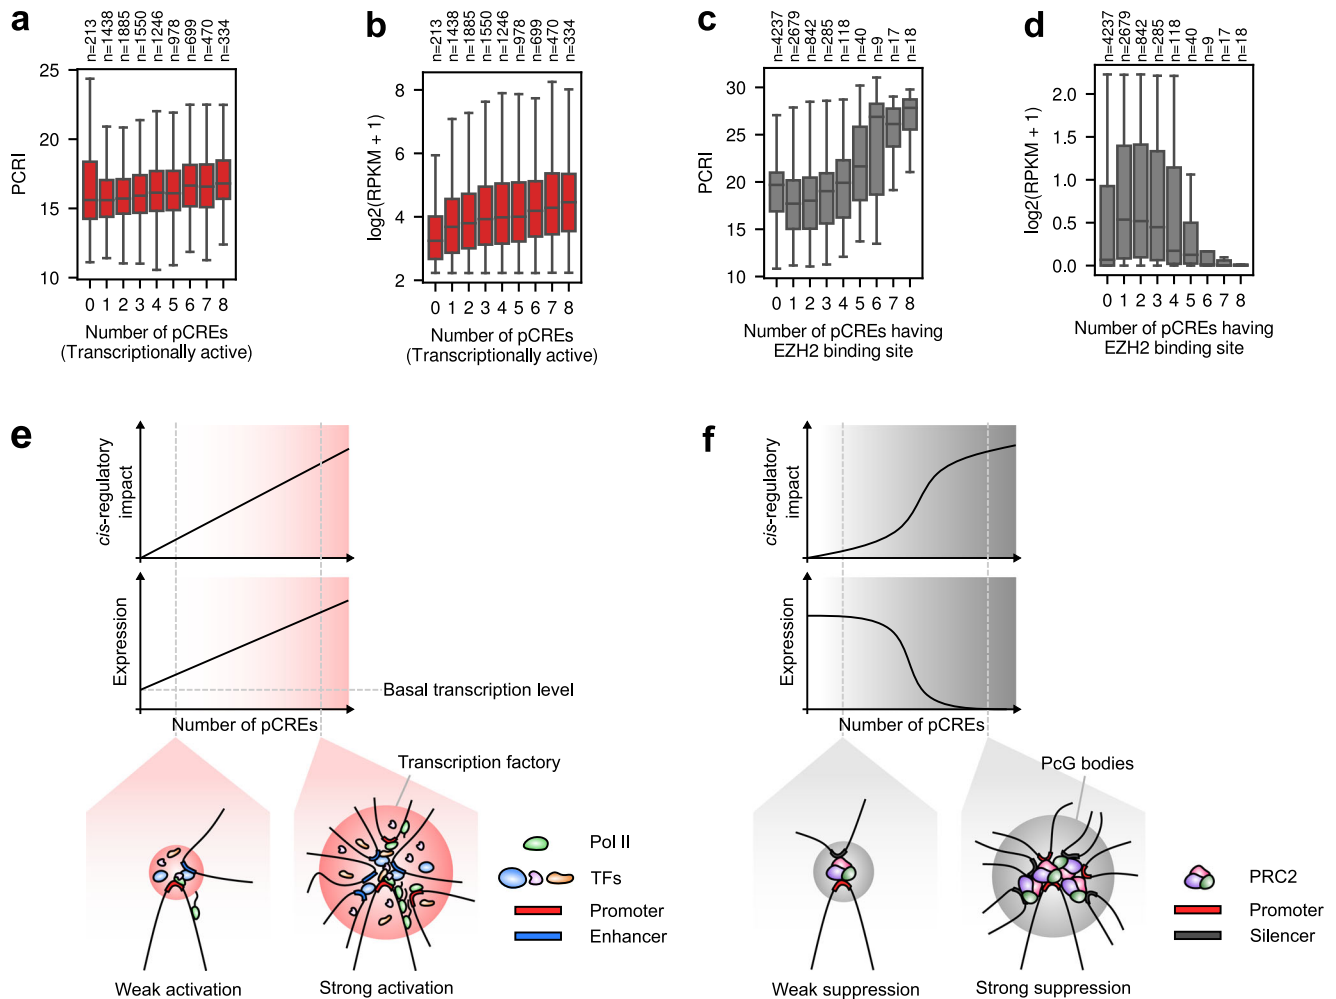 a
n=213
n=1438
n=1885
n=1550
n=1246
n=978
n=699
n=470
n=334
25
20
15
10
PCRI
0 1 2 3 4 5 6 7 8
Number of pCREs
(Transcriptionally active)
b
n=213
n=1438
n=1885
n=1550
n=1246
n=978
n=699
n=470
n=334
8
6
4
2
log2(RPKM + 1)
0 1 2 3 4 5 6 7 8
Number of pCREs
(Transcriptionally active)
c
n=4237
n=2679
n=842
n=285
n=118
n=40
n=9
n=17
n=18
30
25
20
15
10
PCRI
0 1 2 3 4 5 6 7 8
Number of pCREs having
EZH2 binding site
d
n=4237
n=2679
n=842
n=285
n=118
n=40
n=9
n=17
n=18
2.0
1.5
1.0
0.5
0.0
log2(RPKM + 1)
0 1 2 3 4 5 6 7 8
Number of pCREs having
EZH2 binding site
e
cis-regulatory
impact
Expression
Basal transcription level
Number of pCREs
Transcription factory
Pol II
TFs
Promoter
Enhancer
Weak activation
Strong activation
f
cis-regulatory
impact
Expression
Number of pCREs
PcG bodies
PRC2
Promoter
Silencer
Weak suppression
Strong suppression